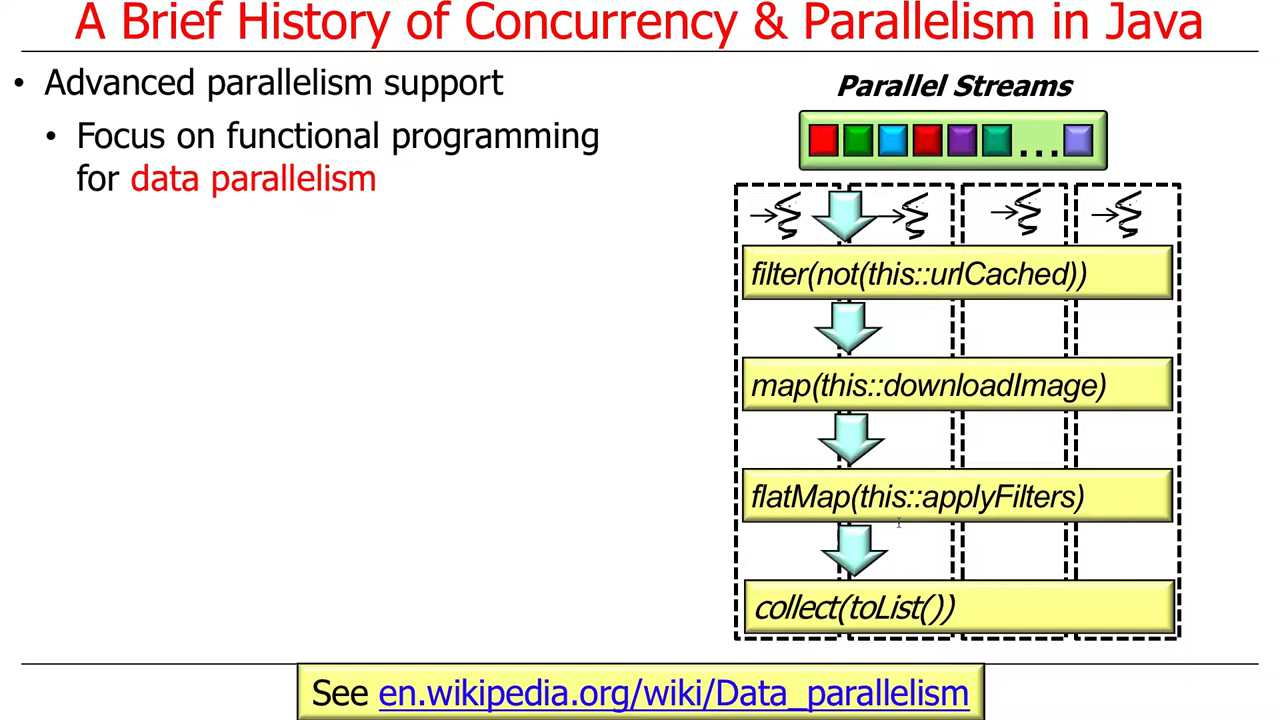 A Brief History of Concurrency & Parallelism in Java
• Advanced parallelism support
• Focus on functional programming
for data parallelism
Parallel Streams
...
filter(not(this::urlCached))
map(this::downloadImage)
flatMap(this::applyFilters)
collect(toList())
See en.wikipedia.org/wiki/Data_parallelism